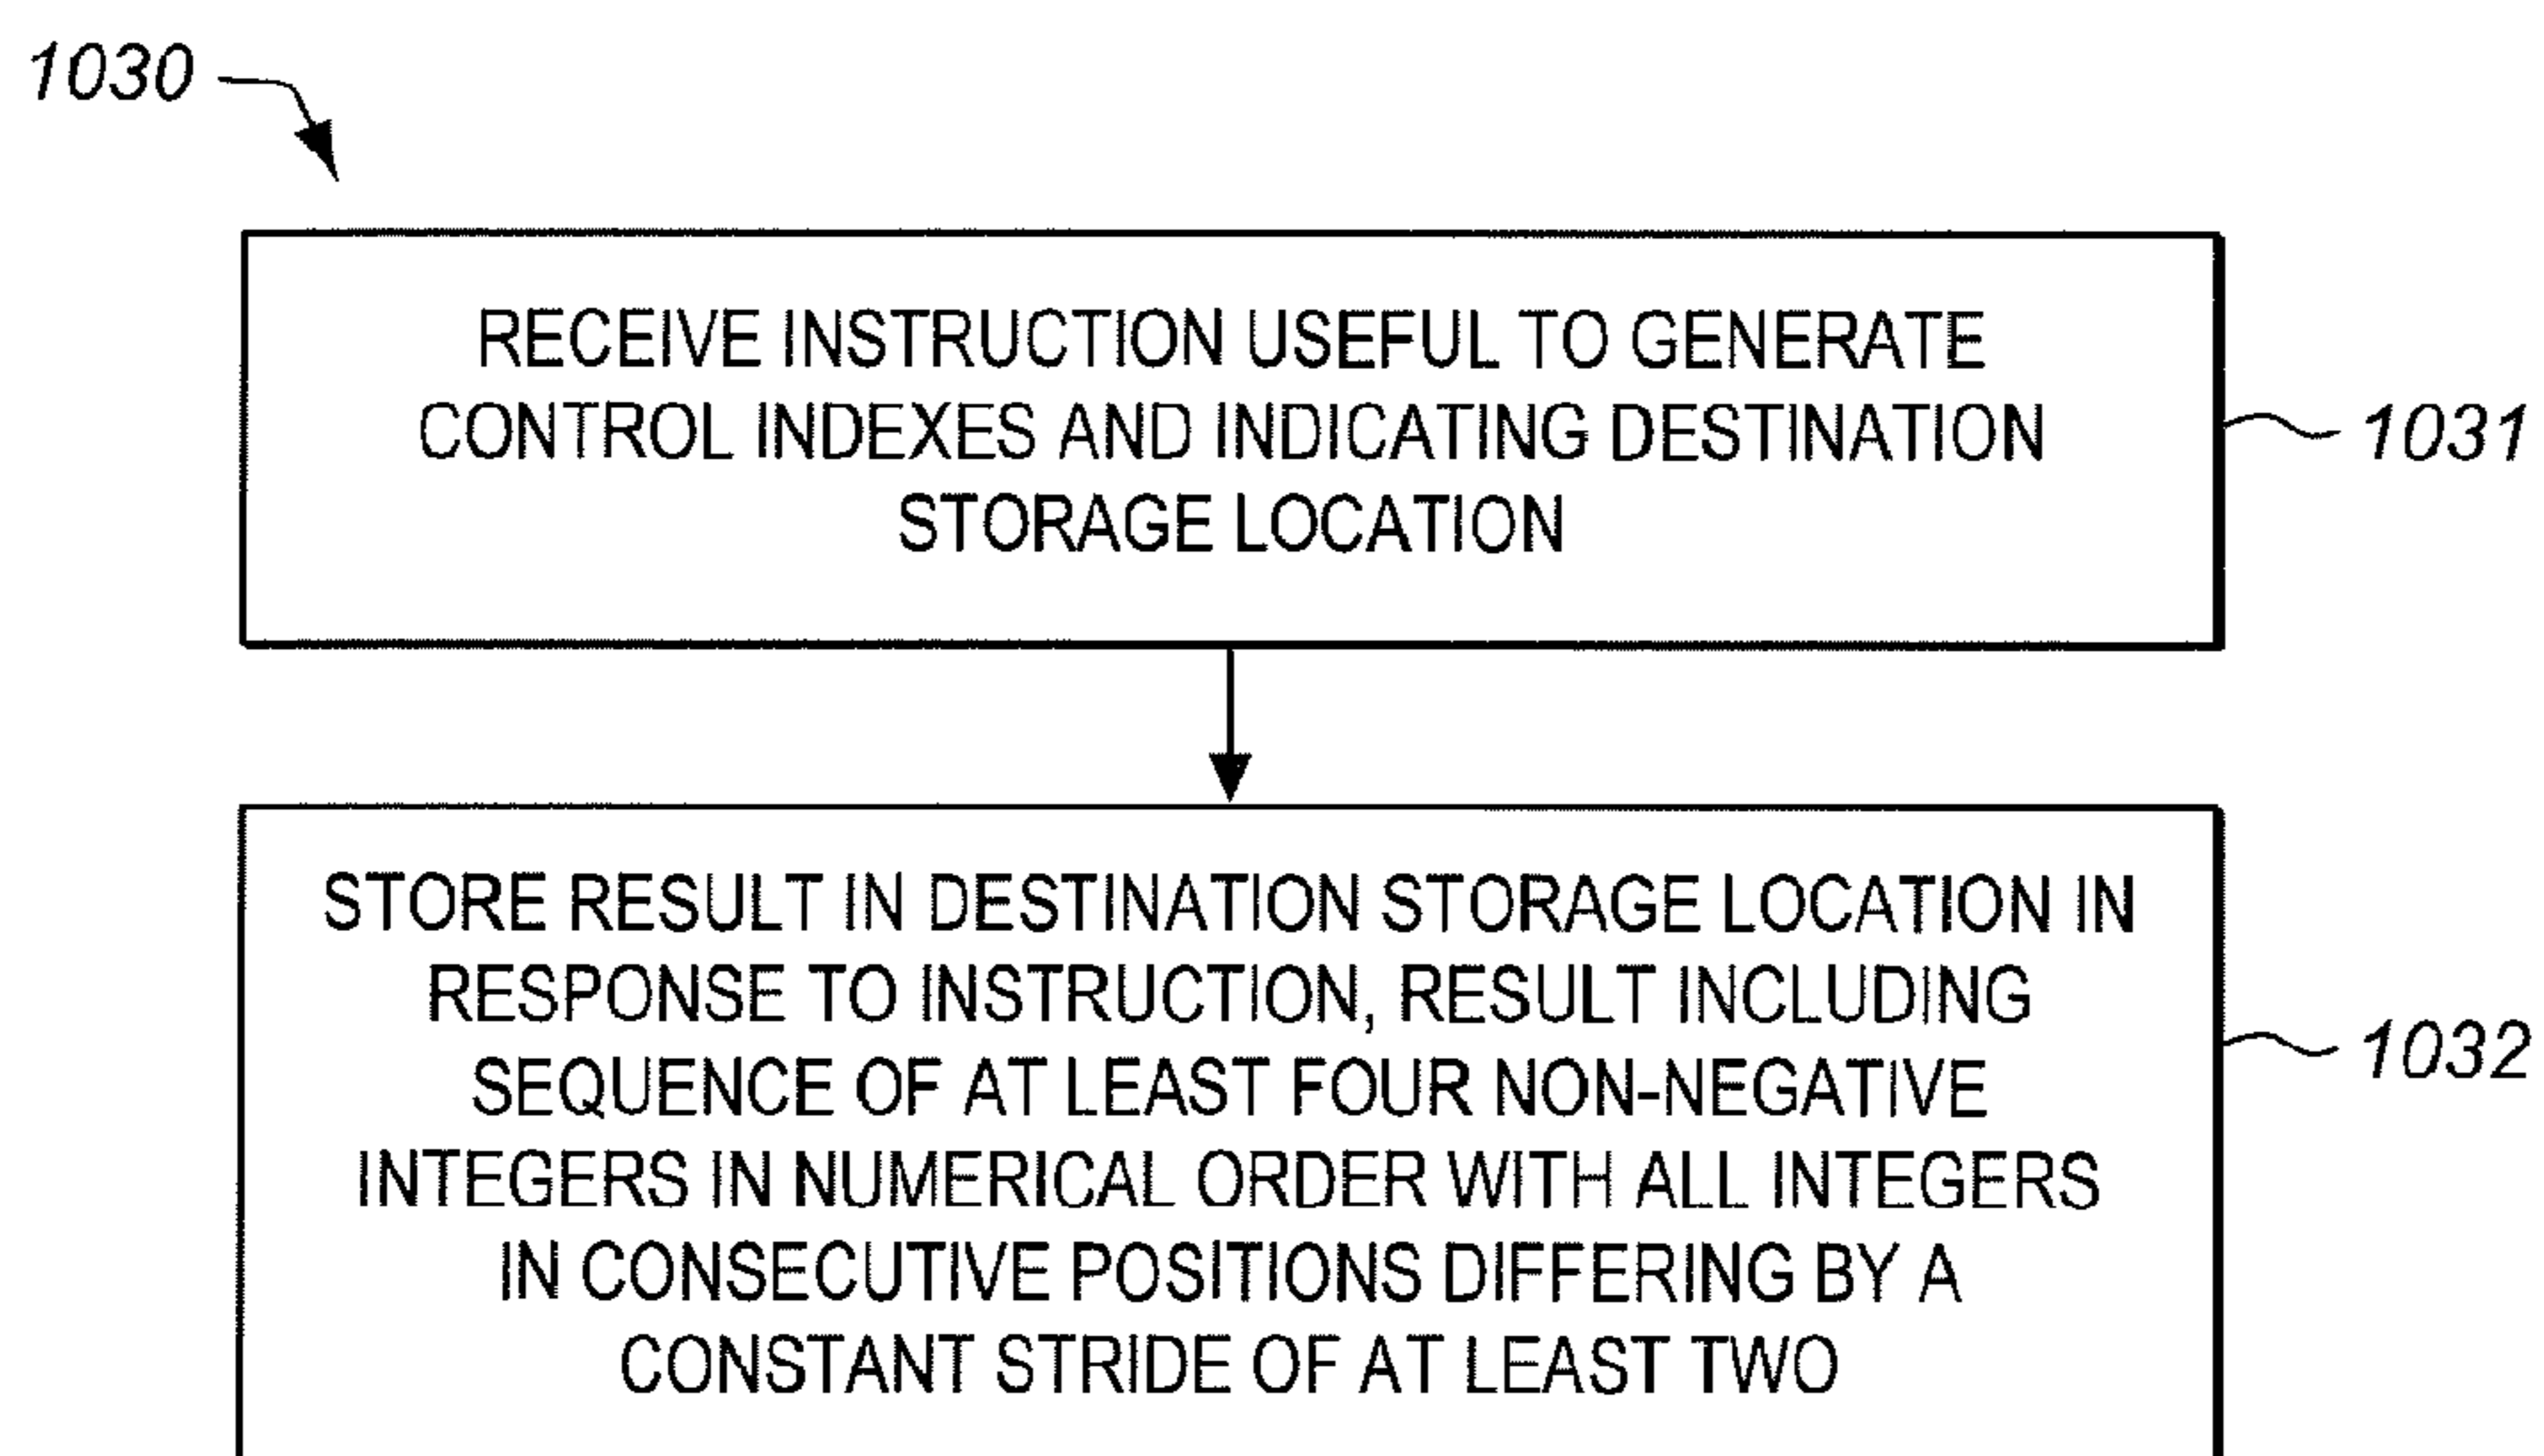 1030
RECEIVE INSTRUCTION USEFUL TO GENERATE
CONTROL INDEXES AND INDICATING DESTINATION
STORAGE LOCATION
1031
STORE RESULT IN DESTINATION STORAGE LOCATION IN
RESPONSE TO INSTRUCTION, RESULT INCLUDING
SEQUENCE OF AT LEAST FOUR NON-NEGATIVE
INTEGERS IN NUMERICAL ORDER WITH ALL INTEGERS
IN CONSECUTIVE POSITIONS DIFFERING BY A
CONSTANT STRIDE OF AT LEAST TWO
1032